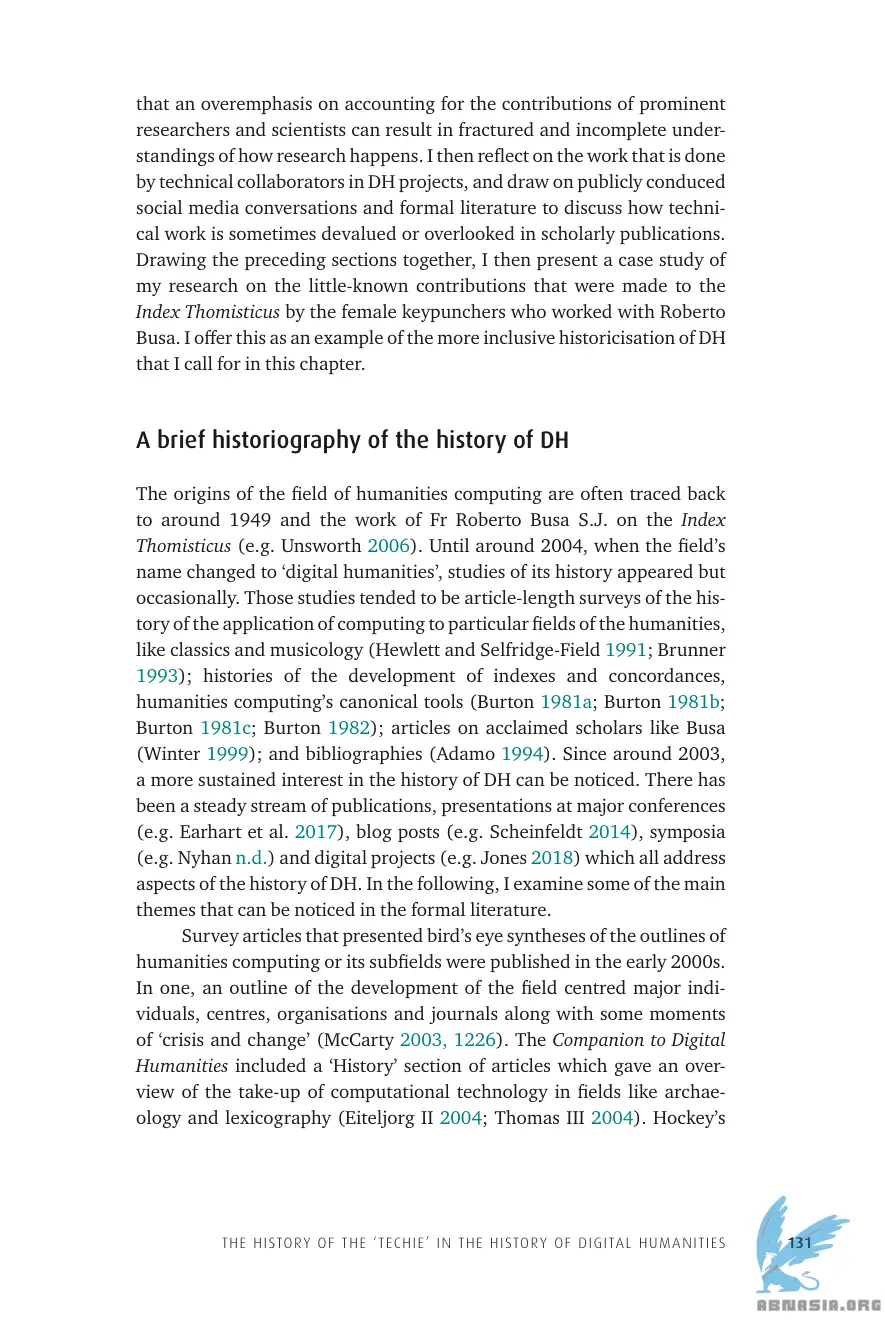 that an overemphasis on accounting for the contributions of prominent
researchers and scientists can result in fractured and incomplete under-
standings of how research happens. I then reflect on the work that is done
by technical collaborators in DH projects, and draw on publicly conduced
social media conversations and formal literature to discuss how techni-
cal work is sometimes devalued or overlooked in scholarly publications.
Drawing the preceding sections together, I then present a case study of
my research on the little-known contributions that were made to the
Index Thomisticus by the female keypunchers who worked with Roberto
Busa. I offer this as an example of the more inclusive historicisation of DH
that I call for in this chapter.
A brief historiography of the history of DH
The origins of the field of humanities computing are often traced back
to around 1949 and the work of Fr Roberto Busa S.J. on the Index
Thomisticus (e.g. Unsworth 2006). Until around 2004, when the field’s
name changed to ‘digital humanities’, studies of its history appeared but
occasionally. Those studies tended to be article-length surveys of the his-
tory of the application of computing to particular fields of the humanities,
like classics and musicology (Hewlett and Selfridge-Field 1991; Brunner
1993); histories of the development of indexes and concordances,
humanities computing’s canonical tools (Burton 1981a; Burton 1981b;
Burton 1981c; Burton 1982); articles on acclaimed scholars like Busa
(Winter 1999); and bibliographies (Adamo 1994). Since around 2003,
a more sustained interest in the history of DH can be noticed. There has
been a steady stream of publications, presentations at major conferences
(e.g. Earhart et al. 2017), blog posts (e.g. Scheinfeldt 2014), symposia
(e.g. Nyhan n.d.) and digital projects (e.g. Jones 2018) which all address
aspects of the history of DH. In the following, I examine some of the main
themes that can be noticed in the formal literature.
Survey articles that presented bird’s eye syntheses of the outlines of
humanities computing or its subfields were published in the early 2000s.
In one, an outline of the development of the field centred major indi-
viduals, centres, organisations and journals along with some moments
of ‘crisis and change’ (McCarty 2003, 1226). The Companion to Digital
Humanities included a ‘History’ section of articles which gave an over-
view of the take-up of computational technology in fields like archae-
ology and lexicography (Eiteljorg II 2004; Thomas III 2004). Hockey’s
THE HISTORY OF THE ‘TECHIE’ IN THE HISTORY OF DIGITAL HUMANITIES 131
ABNASIA.ORG